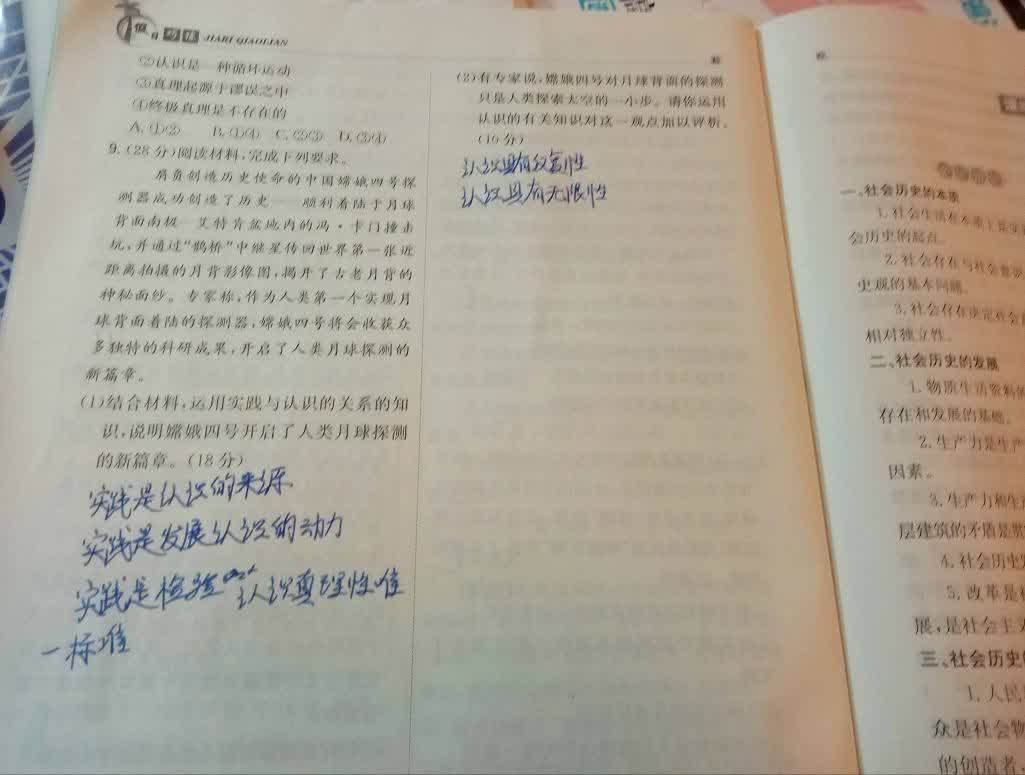 假日巧练 JIARI QIAOLIAN
②认识是一种循环运动
③真理起源于谬误之中
④终极真理是不存在的
A.①② B.①④ C.②③ D.③④
9.(28分)阅读材料,完成下列要求。
肩负创造历史使命的中国嫦娥四号探
测器成功创造了历史——顺利着陆于月球
背面南极—艾特肯盆地内的冯·卡门撞击
坑,并通过“鹊桥”中继星传回世界第一张近
距离拍摄的月背影像图,揭开了古老月背的
神秘面纱。专家称,作为人类第一个实现月
球背面着陆的探测器,嫦娥四号将会收获众
多独特的科研成果,开启了人类月球探测的
新篇章。
(1)结合材料,运用实践与认识的关系的知
识,说明嫦娥四号开启了人类月球探测
的新篇章。(18分)
实践是认识的来源
实践是发展认识的动力
实践是检验认识真理性唯
一标准
(2)有专家说,嫦娥四号对月球背面的探测
只是人类探索太空的一小步。请你运用
认识的有关知识对这一观点加以评析。
(10分)
认识具有反复性
认识具有无限性
一、社会历史的本质
1.社会生活在本质上是实
会历史的起点。
2.社会存在与社会意识
史观的基本问题。
3.社会存在决定社会
相对独立性。
二、社会历史的发展
1.物质生活资料的
存在和发展的基础。
2.生产力是生产
因素。
3.生产力和生
层建筑的矛盾是
4.社会历史
5.改革是
展,是社会主
三、社会历史的
1.人民
众是社会物
的创造者